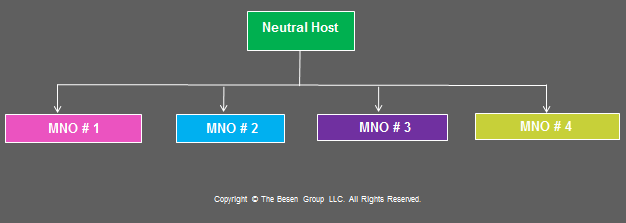 Neutral Host
MNO # 1
MNO # 2
MNO # 3
MNO # 4
Copyright © The Besen Group LLC. All Rights Reserved.